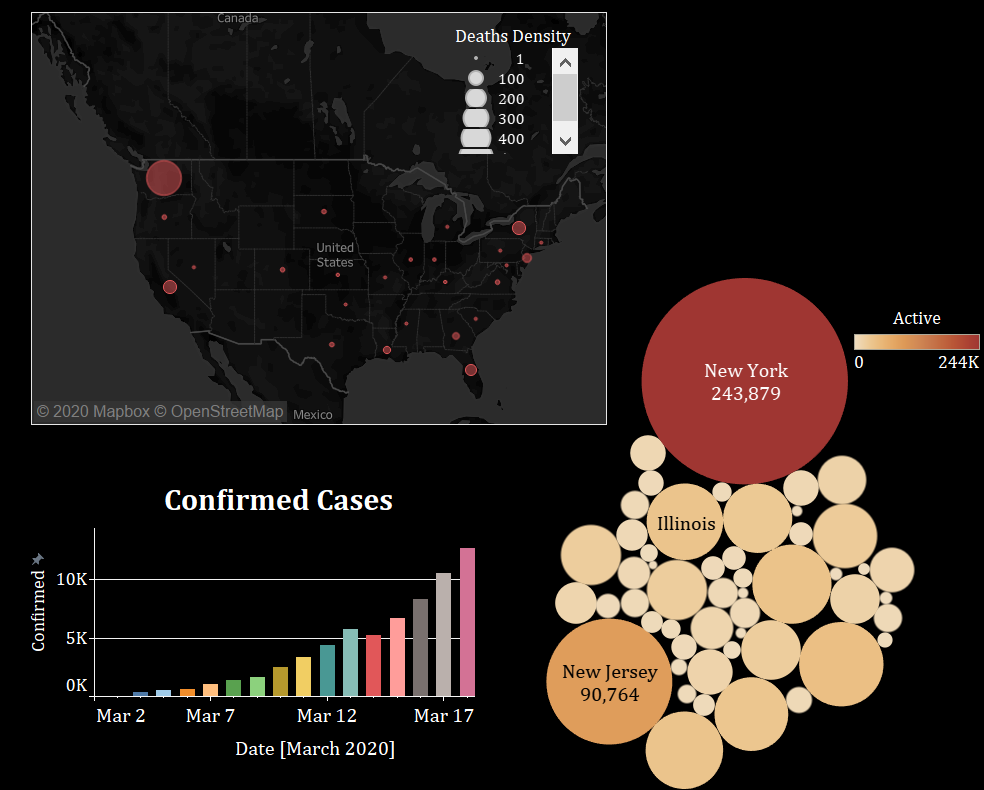 Canada
Deaths Density
1
100
200
300
400
United
States
© 2020 Mapbox © OpenStreetMap
Mexico
Active
0 244K
New York
243,879
Illinois
New Jersey
90,764
Confirmed Cases
Confirmed
10K
5K
0K
Mar 2 Mar 7 Mar 12 Mar 17
Date [March 2020]